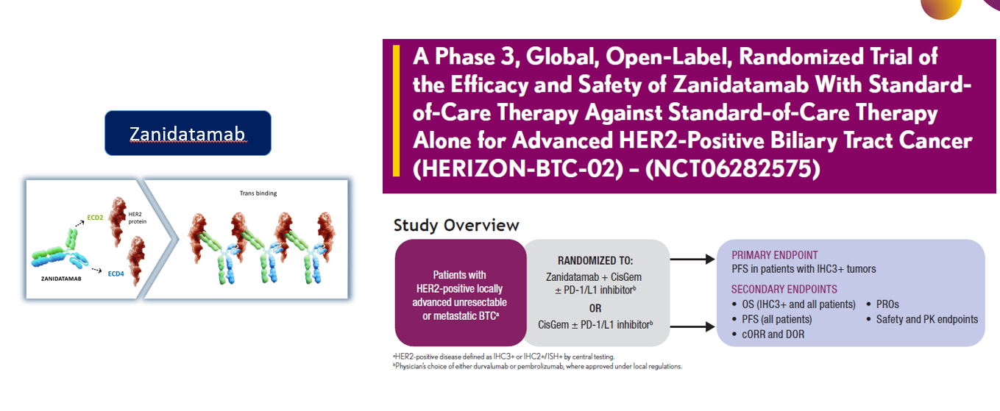 Zanidatamab
Trans binding
ECD2
HER2
protein
ZANIDATAMAB
ECD4
A Phase 3, Global, Open-Label, Randomized Trial of
the Efficacy and Safety of Zanidatamab With Standard-
of-Care Therapy Against Standard-of-Care Therapy
Alone for Advanced HER2-Positive Biliary Tract Cancer
(HERIZON-BTC-02) – (NCT06282575)
Study Overview
Patients with
HER2-positive locally
advanced unresectable
or metastatic BTCᵃ
RANDOMIZED TO:
Zanidatamab + CisGem
± PD-1/L1 inhibitorᵇ
OR
CisGem ± PD-1/L1 inhibitorᵇ
PRIMARY ENDPOINT
PFS in patients with IHC3+ tumors
SECONDARY ENDPOINTS
• OS (IHC3+ and all patients)
• PFS (all patients)
• cORR and DOR
• PROs
• Safety and PK endpoints
ᵃHER2-positive disease defined as IHC3+ or IHC2+/ISH+ by central testing.
ᵇPhysician's choice of either durvalumab or pembrolizumab, where approved under local regulations.